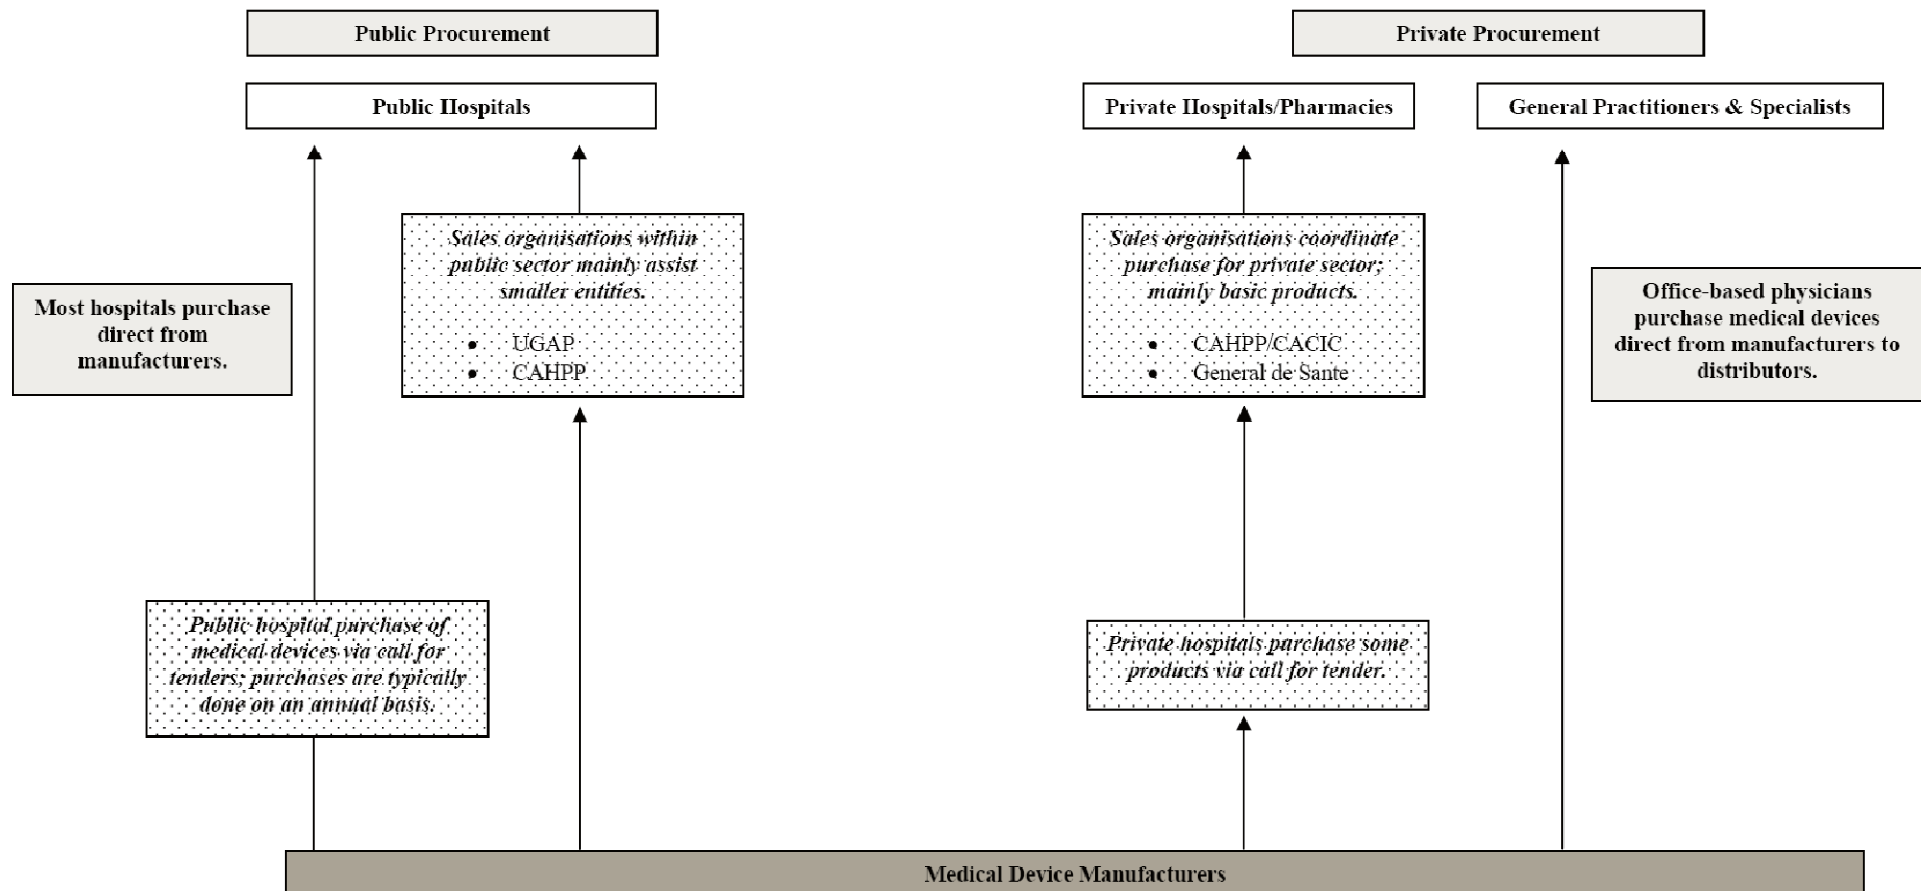 Public Procurement
Private Procurement
Public Hospitals
Private Hospitals/Pharmacies
General Practitioners & Specialists
Sales organisations within
public sector mainly assist
smaller entities.
• UGAP
• CAHPP
Sales organisations coordinate
purchase for private sector;
mainly basic products.
• CAHPP/CACIC
• General de Sante
Most hospitals purchase
direct from
manufacturers.
Office-based physicians
purchase medical devices
direct from manufacturers to
distributors.
Public hospital purchase of
medical devices via call for
tenders; purchases are typically
done on an annual basis.
Private hospitals purchase some
products via call for tender.
Medical Device Manufacturers